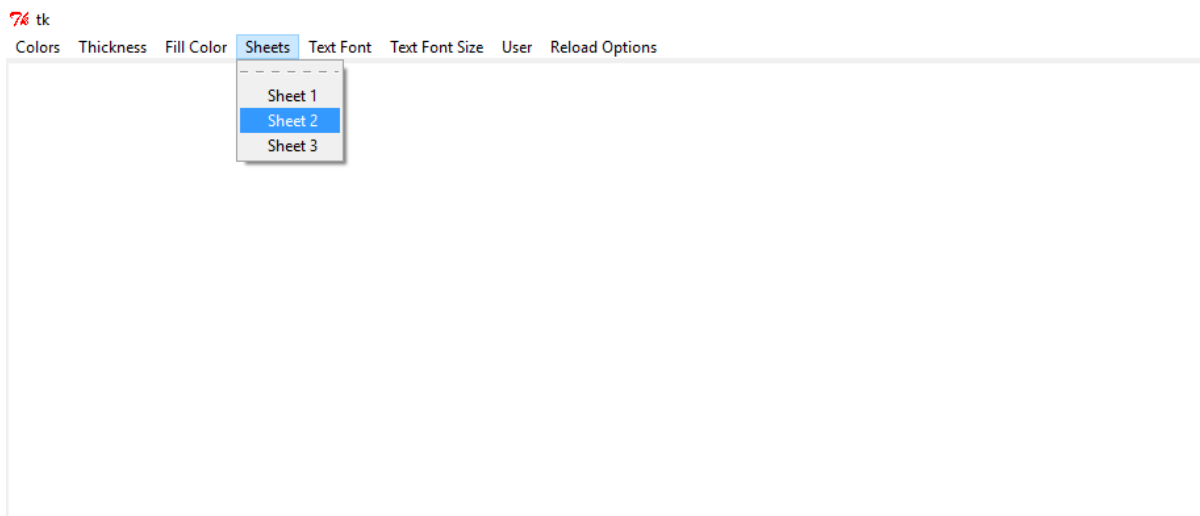 tk
Colors Thickness Fill Color Sheets Text Font Text Font Size User Reload Options
Sheet 1
Sheet 2
Sheet 3